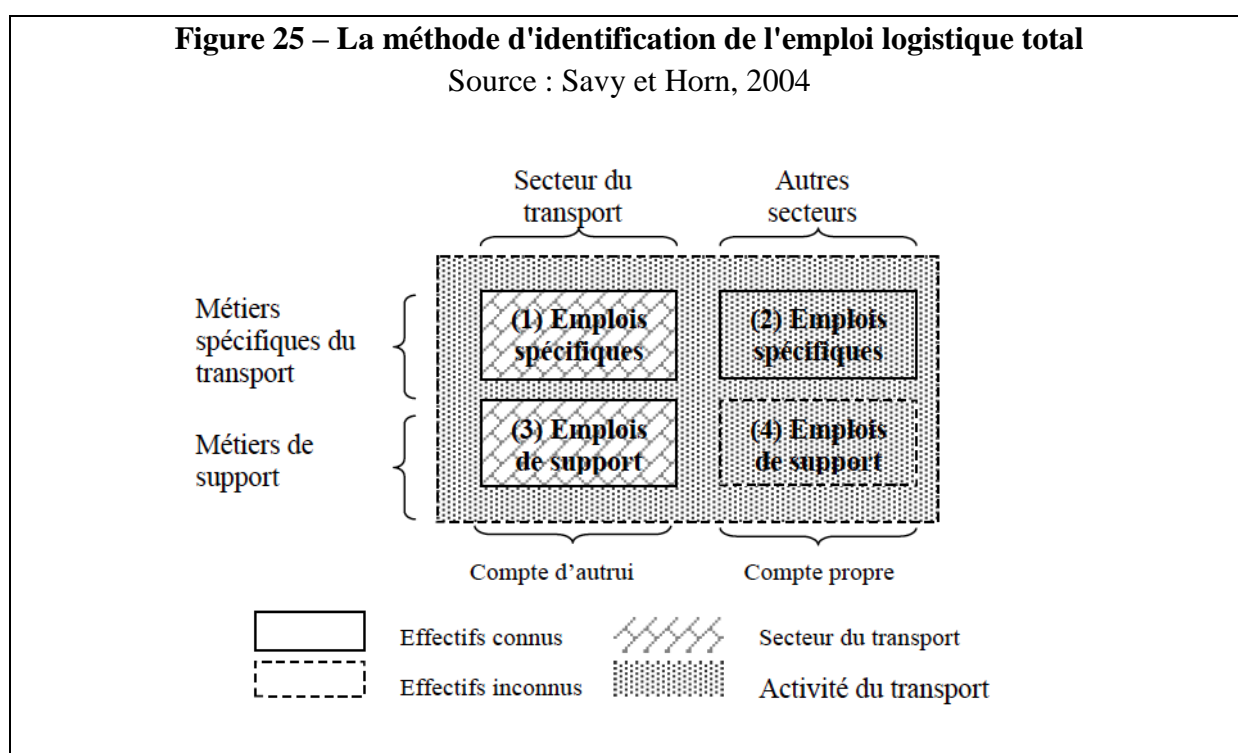 Figure 25 – La méthode d'identification de l'emploi logistique total
Source : Savy et Horn, 2004
Secteur du
transport
Autres
secteurs
Métiers
spécifiques du
transport
(1) Emplois
spécifiques
(2) Emplois
spécifiques
Métiers de
support
(3) Emplois
de support
(4) Emplois
de support
Compte d’autrui
Compte propre
Effectifs connus
Secteur du transport
Effectifs inconnus
Activité du transport